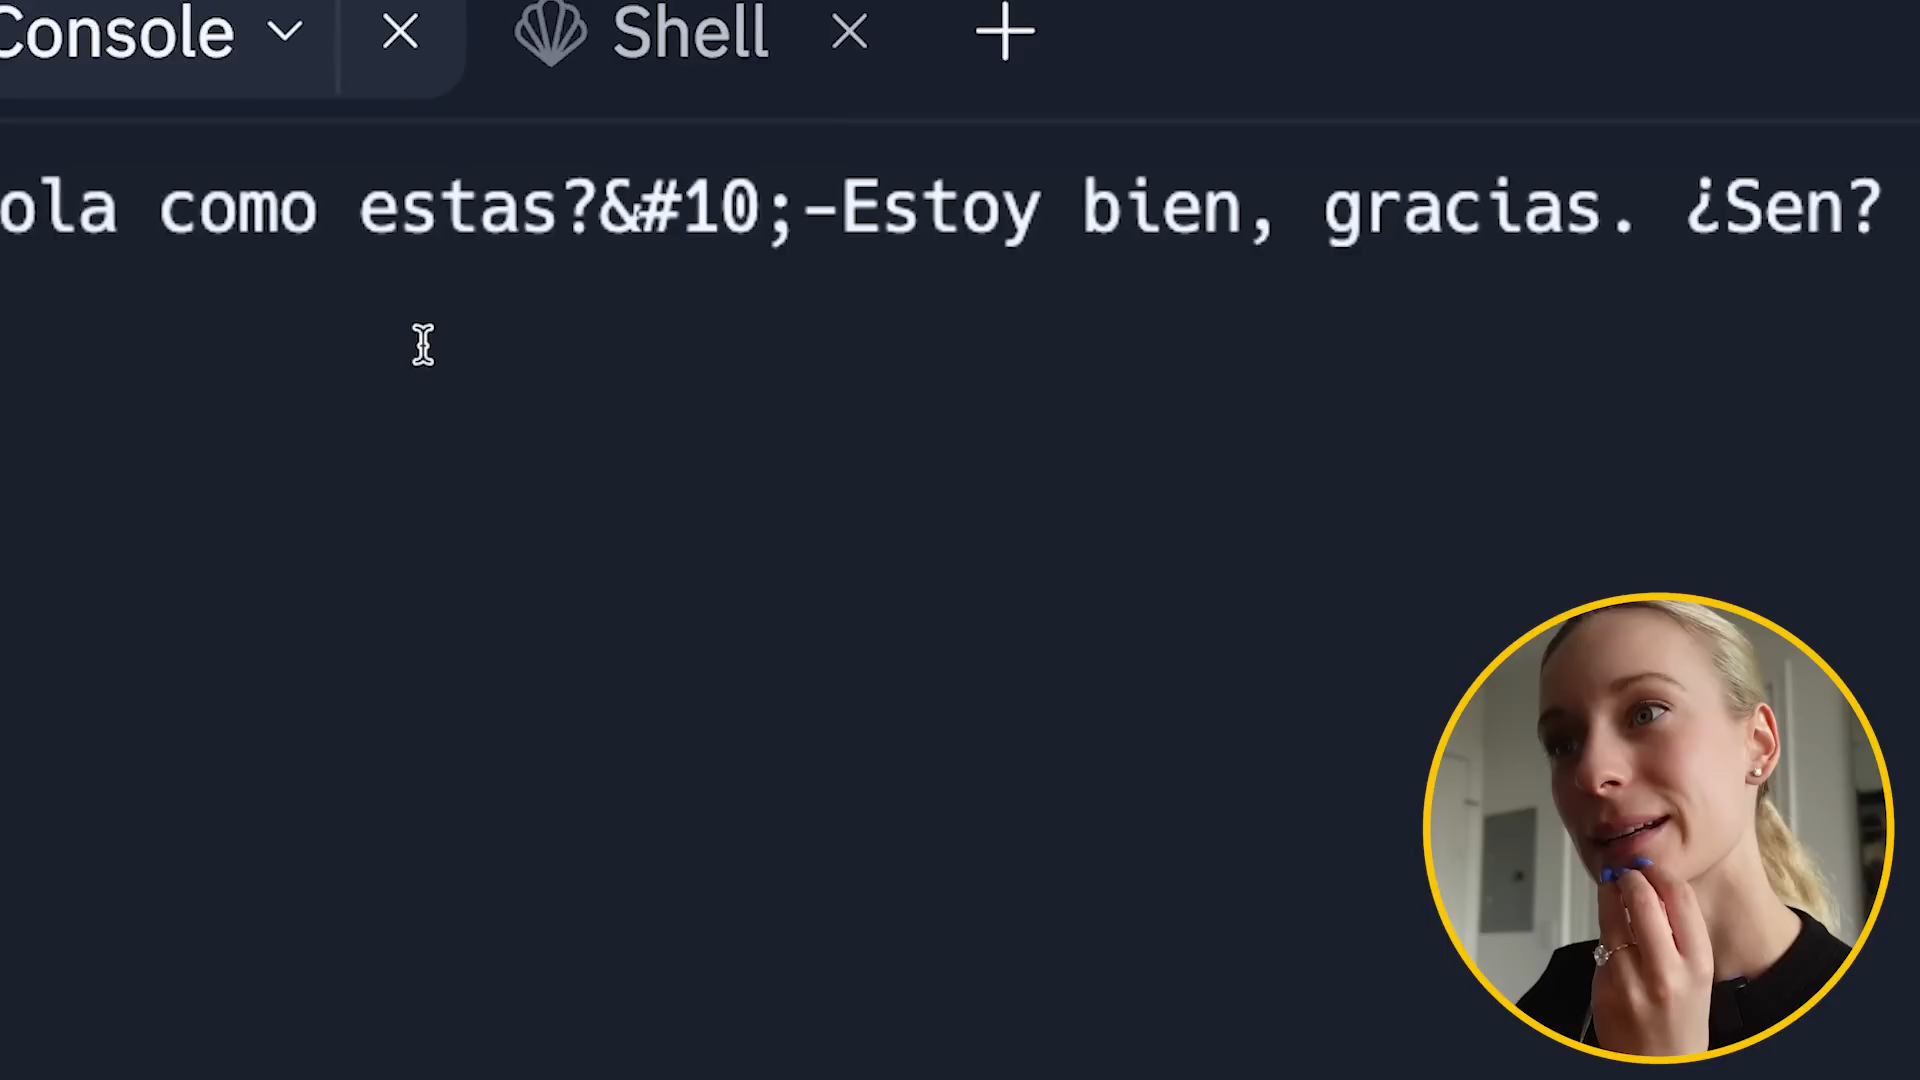 Console
Shell
ola como estas?&#10;-Estoy bien, gracias. ¿Sen?